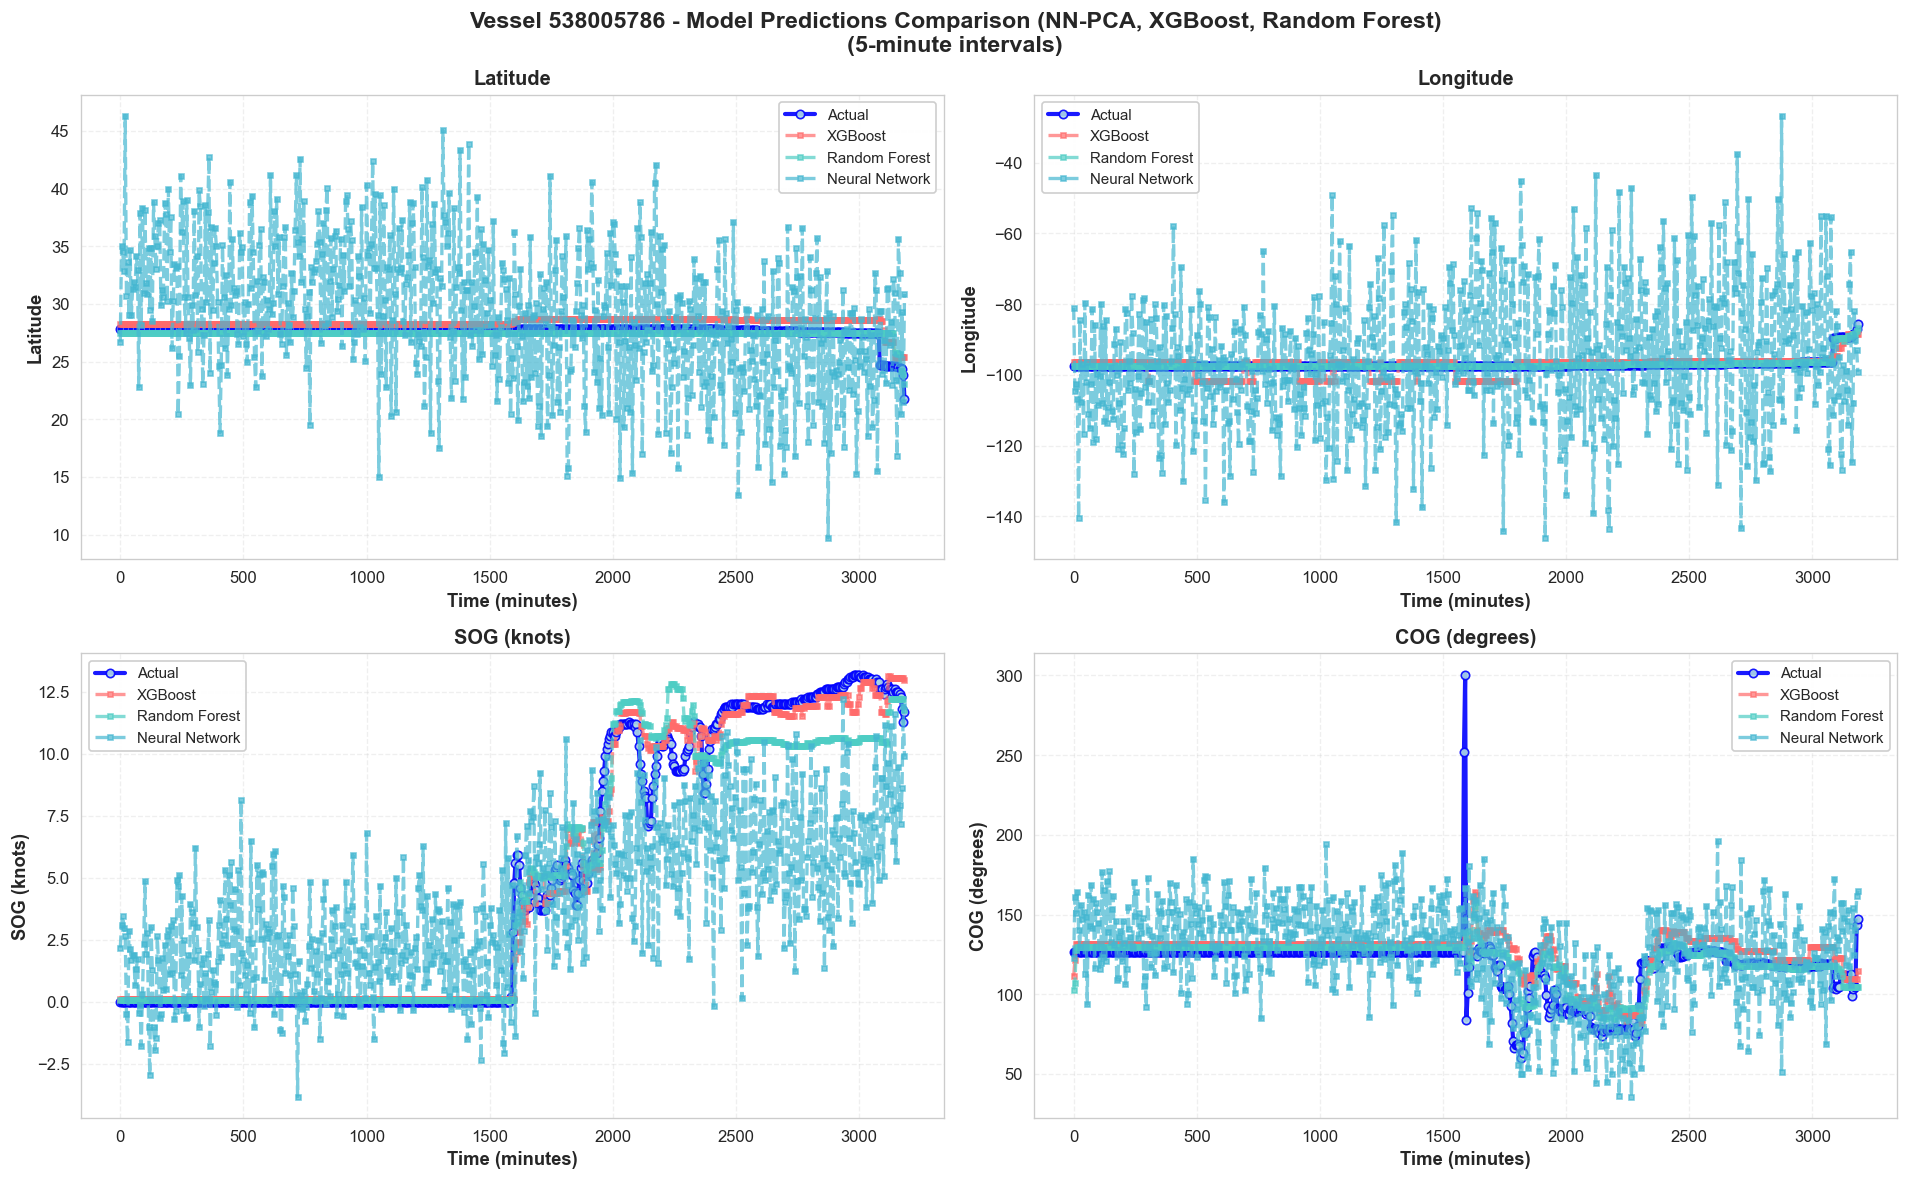 Vessel 538005786 - Model Predictions Comparison (NN-PCA, XGBoost, Random Forest)
(5-minute intervals)
Latitude
Latitude
45
40
35
30
25
20
15
10
0
500
1000
1500
2000
2500
3000
Time (minutes)
Actual
XGBoost
Random Forest
Neural Network
Longitude
Longitude
−40
−60
−80
−100
−120
−140
0
500
1000
1500
2000
2500
3000
Time (minutes)
Actual
XGBoost
Random Forest
Neural Network
SOG (knots)
SOG (knots)
12.5
10.0
7.5
5.0
2.5
0.0
−2.5
0
500
1000
1500
2000
2500
3000
Time (minutes)
Actual
XGBoost
Random Forest
Neural Network
COG (degrees)
COG (degrees)
300
250
200
150
100
50
0
500
1000
1500
2000
2500
3000
Time (minutes)
Actual
XGBoost
Random Forest
Neural Network